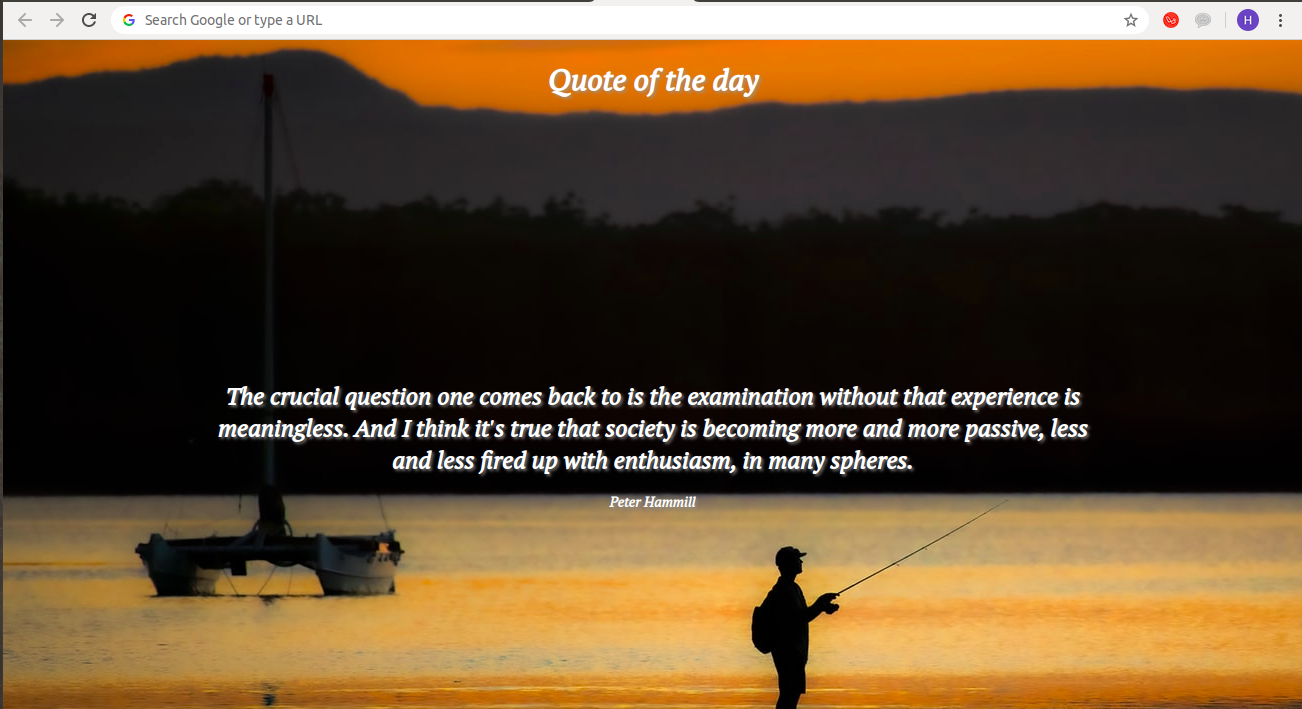 Search Google or type a URL
H
Quote of the day
The crucial question one comes back to is the examination without that experience is
meaningless. And I think it's true that society is becoming more and more passive, less
and less fired up with enthusiasm, in many spheres.
Peter Hammill